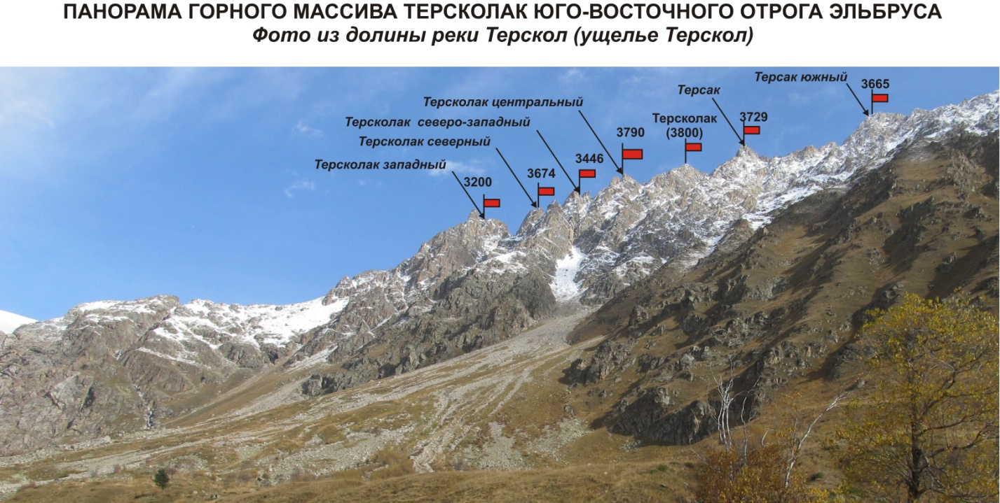 ПАНОРАМА ГОРНОГО МАССИВА ТЕРСКОЛАК ЮГО-ВОСТОЧНОГО ОТРОГА ЭЛЬБРУСА
Фото из долины реки Терскол (ущелье Терскол)
Терсак южный
3665
Терсак
Терсколак центральный
3729
Терсколак
(3800)
Терсколак северо-западный
3790
Терсколак северный
3446
Терсколак западный
3674
3200